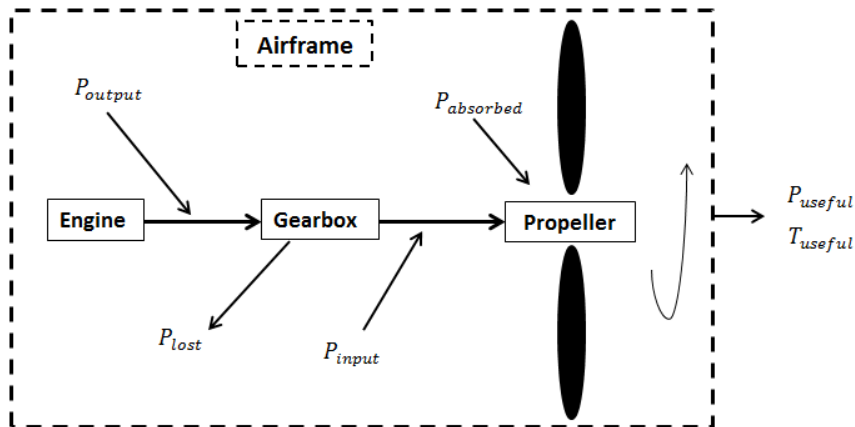 Airframe
P_output
P_absorbed
Engine
Gearbox
Propeller
P_useful
T_useful
P_lost
P_input